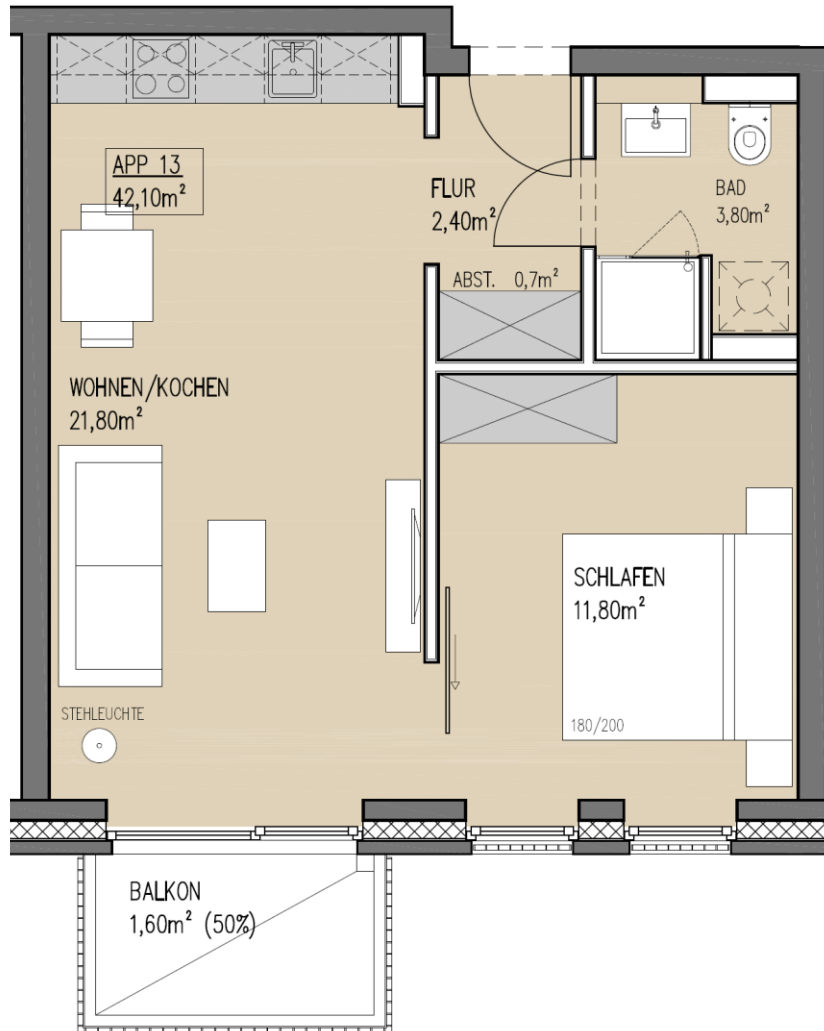 APP 13
42,10m²
FLUR
2,40m²
BAD
3,80m²
ABST. 0,7m²
WOHNEN/KOCHEN
21,80m²
SCHLAFEN
11,80m²
STEHLEUCHTE
180/200
BALKON
1,60m² (50%)